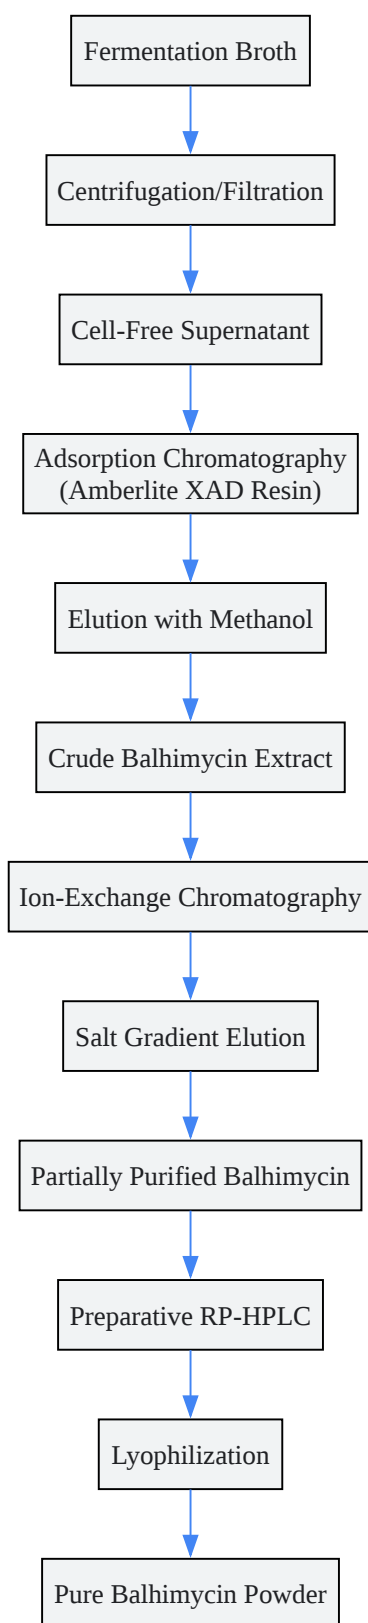 Fermentation Broth
Centrifugation/Filtration
Cell-Free Supernatant
Adsorption Chromatography
(Amberlite XAD Resin)
Elution with Methanol
Crude Balhimycin Extract
Ion-Exchange Chromatography
Salt Gradient Elution
Partially Purified Balhimycin
Preparative RP-HPLC
Lyophilization
Pure Balhimycin Powder